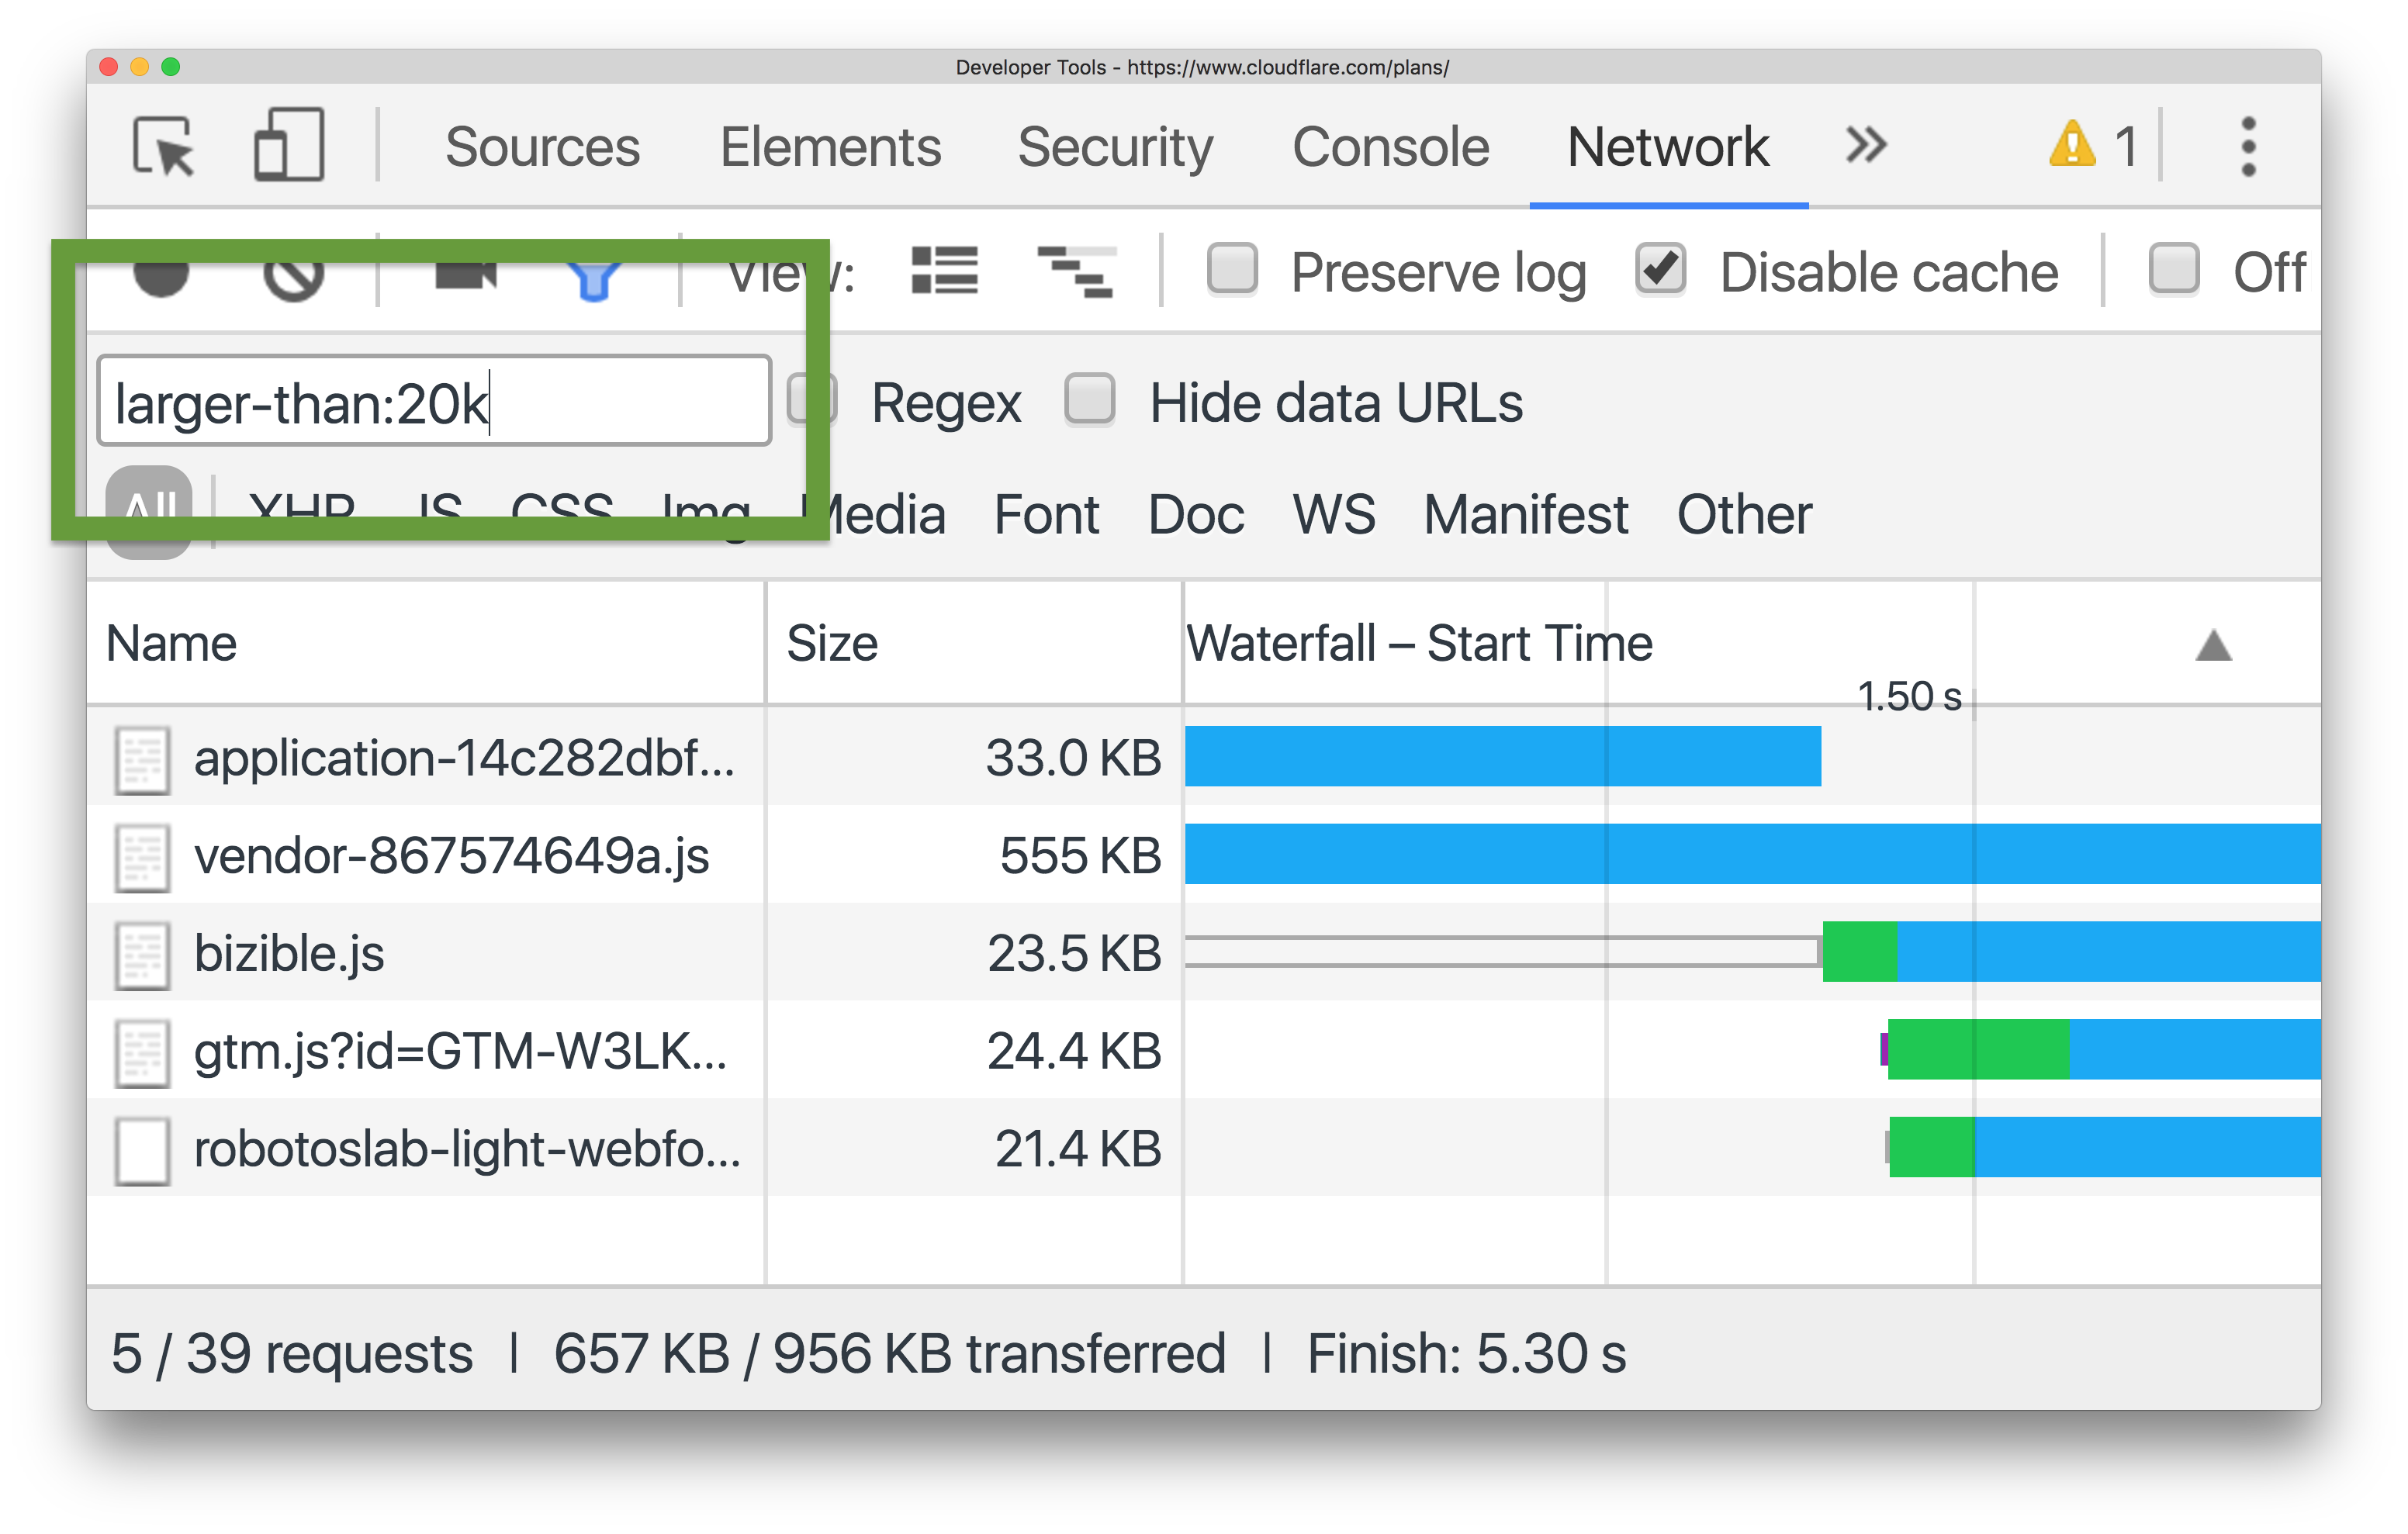 Developer Tools - https://www.cloudflare.com/plans/
Sources Elements Security Console Network 1
View: Preserve log Disable cache Off
larger-than:20k Regex Hide data URLs
All XHR JS CSS Img Media Font Doc WS Manifest Other
Name Size Waterfall – Start Time
1.50 s
application-14c282dbf... 33.0 KB
vendor-867574649a.js 555 KB
bizible.js 23.5 KB
gtm.js?id=GTM-W3LK... 24.4 KB
robotoslab-light-webfo... 21.4 KB
5 / 39 requests | 657 KB / 956 KB transferred | Finish: 5.30 s